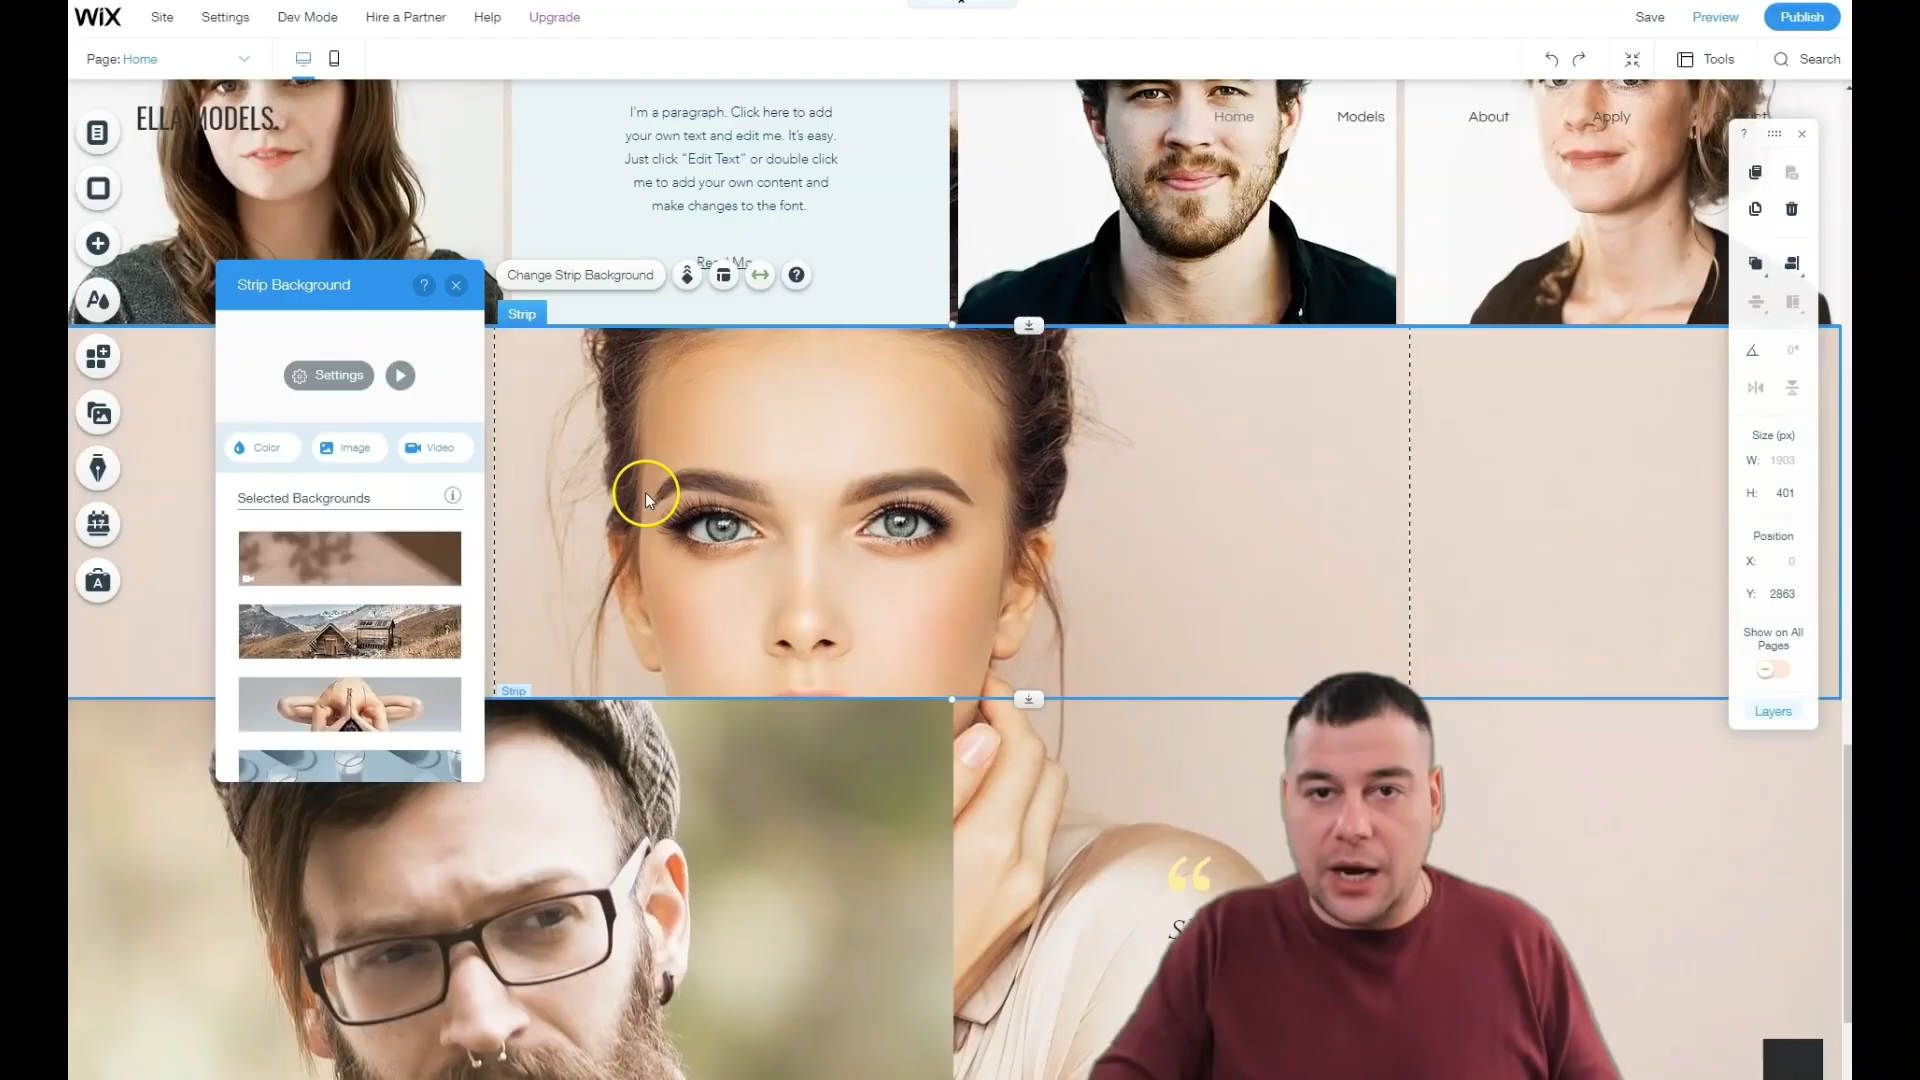 WiX Site Settings Dev Mode Hire a Partner Help Upgrade Save Preview Publish
Page: Home Tools Search
ELLA MODELS.
Home Models About Apply
I'm a paragraph. Click here to add
your own text and edit me. It's easy.
Just click “Edit Text” or double click
me to add your own content and
make changes to the font.
Change Strip Background
Strip
Strip Background
Settings
Color Image Video
Selected Backgrounds
17
A
Strip
0°
Size (px)
W: 1903
H: 401
Position
X: 0
Y: 2863
Show on All
Pages
Layers
“